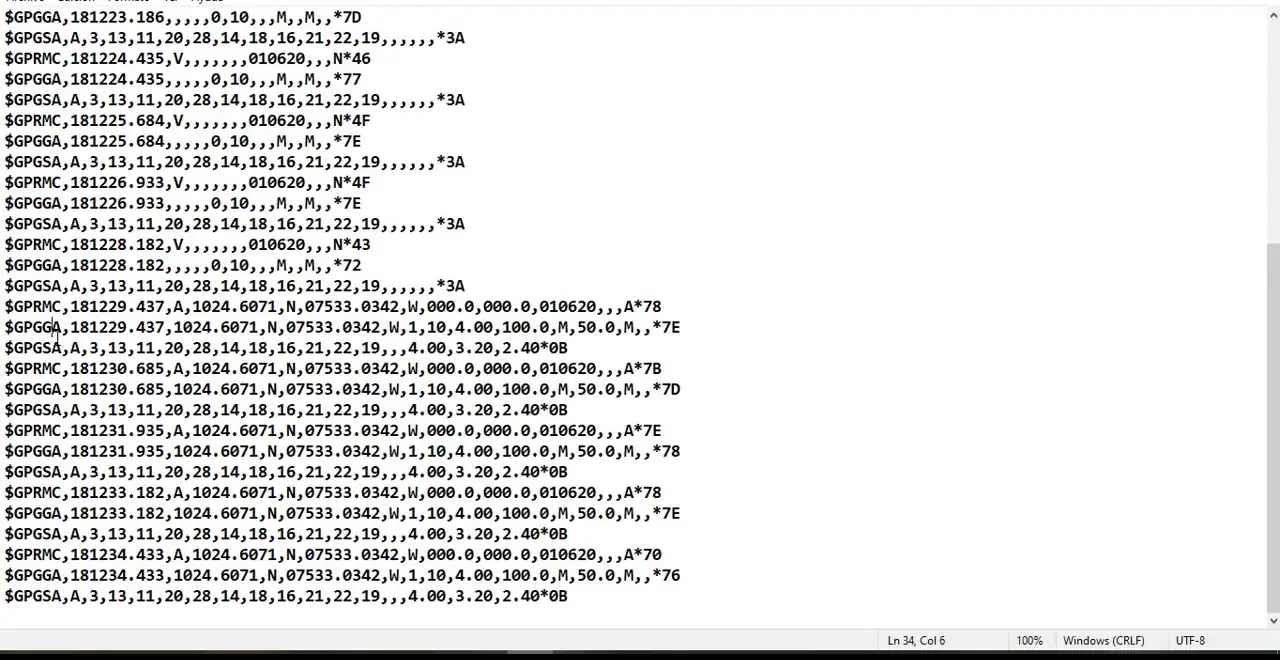 $GPGGA,181223.186,,,,,0,10,,,M,,M,,*7D
$GPGSA,A,3,13,11,20,28,14,18,16,21,22,19,,,,,,*3A
$GPRMC,181224.435,V,,,,,,,010620,,,N*46
$GPGGA,181224.435,,,,,0,10,,,M,,M,,*77
$GPGSA,A,3,13,11,20,28,14,18,16,21,22,19,,,,,,*3A
$GPRMC,181225.684,V,,,,,,,010620,,,N*4F
$GPGGA,181225.684,,,,,0,10,,,M,,M,,*7E
$GPGSA,A,3,13,11,20,28,14,18,16,21,22,19,,,,,,*3A
$GPRMC,181226.933,V,,,,,,,010620,,,N*4F
$GPGGA,181226.933,,,,,0,10,,,M,,M,,*7E
$GPGSA,A,3,13,11,20,28,14,18,16,21,22,19,,,,,,*3A
$GPRMC,181228.182,V,,,,,,,010620,,,N*43
$GPGGA,181228.182,,,,,0,10,,,M,,M,,*72
$GPGSA,A,3,13,11,20,28,14,18,16,21,22,19,,,,,,*3A
$GPRMC,181229.437,A,1024.6071,N,07533.0342,W,000.0,000.0,010620,,,A*78
$GPGGA,181229.437,1024.6071,N,07533.0342,W,1,10,4.00,100.0,M,50.0,M,,*7E
$GPGSA,A,3,13,11,20,28,14,18,16,21,22,19,,,4.00,3.20,2.40*0B
$GPRMC,181230.685,A,1024.6071,N,07533.0342,W,000.0,000.0,010620,,,A*7B
$GPGGA,181230.685,1024.6071,N,07533.0342,W,1,10,4.00,100.0,M,50.0,M,,*7D
$GPGSA,A,3,13,11,20,28,14,18,16,21,22,19,,,4.00,3.20,2.40*0B
$GPRMC,181231.935,A,1024.6071,N,07533.0342,W,000.0,000.0,010620,,,A*7E
$GPGGA,181231.935,1024.6071,N,07533.0342,W,1,10,4.00,100.0,M,50.0,M,,*78
$GPGSA,A,3,13,11,20,28,14,18,16,21,22,19,,,4.00,3.20,2.40*0B
$GPRMC,181233.182,A,1024.6071,N,07533.0342,W,000.0,000.0,010620,,,A*78
$GPGGA,181233.182,1024.6071,N,07533.0342,W,1,10,4.00,100.0,M,50.0,M,,*7E
$GPGSA,A,3,13,11,20,28,14,18,16,21,22,19,,,4.00,3.20,2.40*0B
$GPRMC,181234.433,A,1024.6071,N,07533.0342,W,000.0,000.0,010620,,,A*70
$GPGGA,181234.433,1024.6071,N,07533.0342,W,1,10,4.00,100.0,M,50.0,M,,*76
$GPGSA,A,3,13,11,20,28,14,18,16,21,22,19,,,4.00,3.20,2.40*0B
Ln 34, Col 6 100% Windows (CRLF) UTF-8